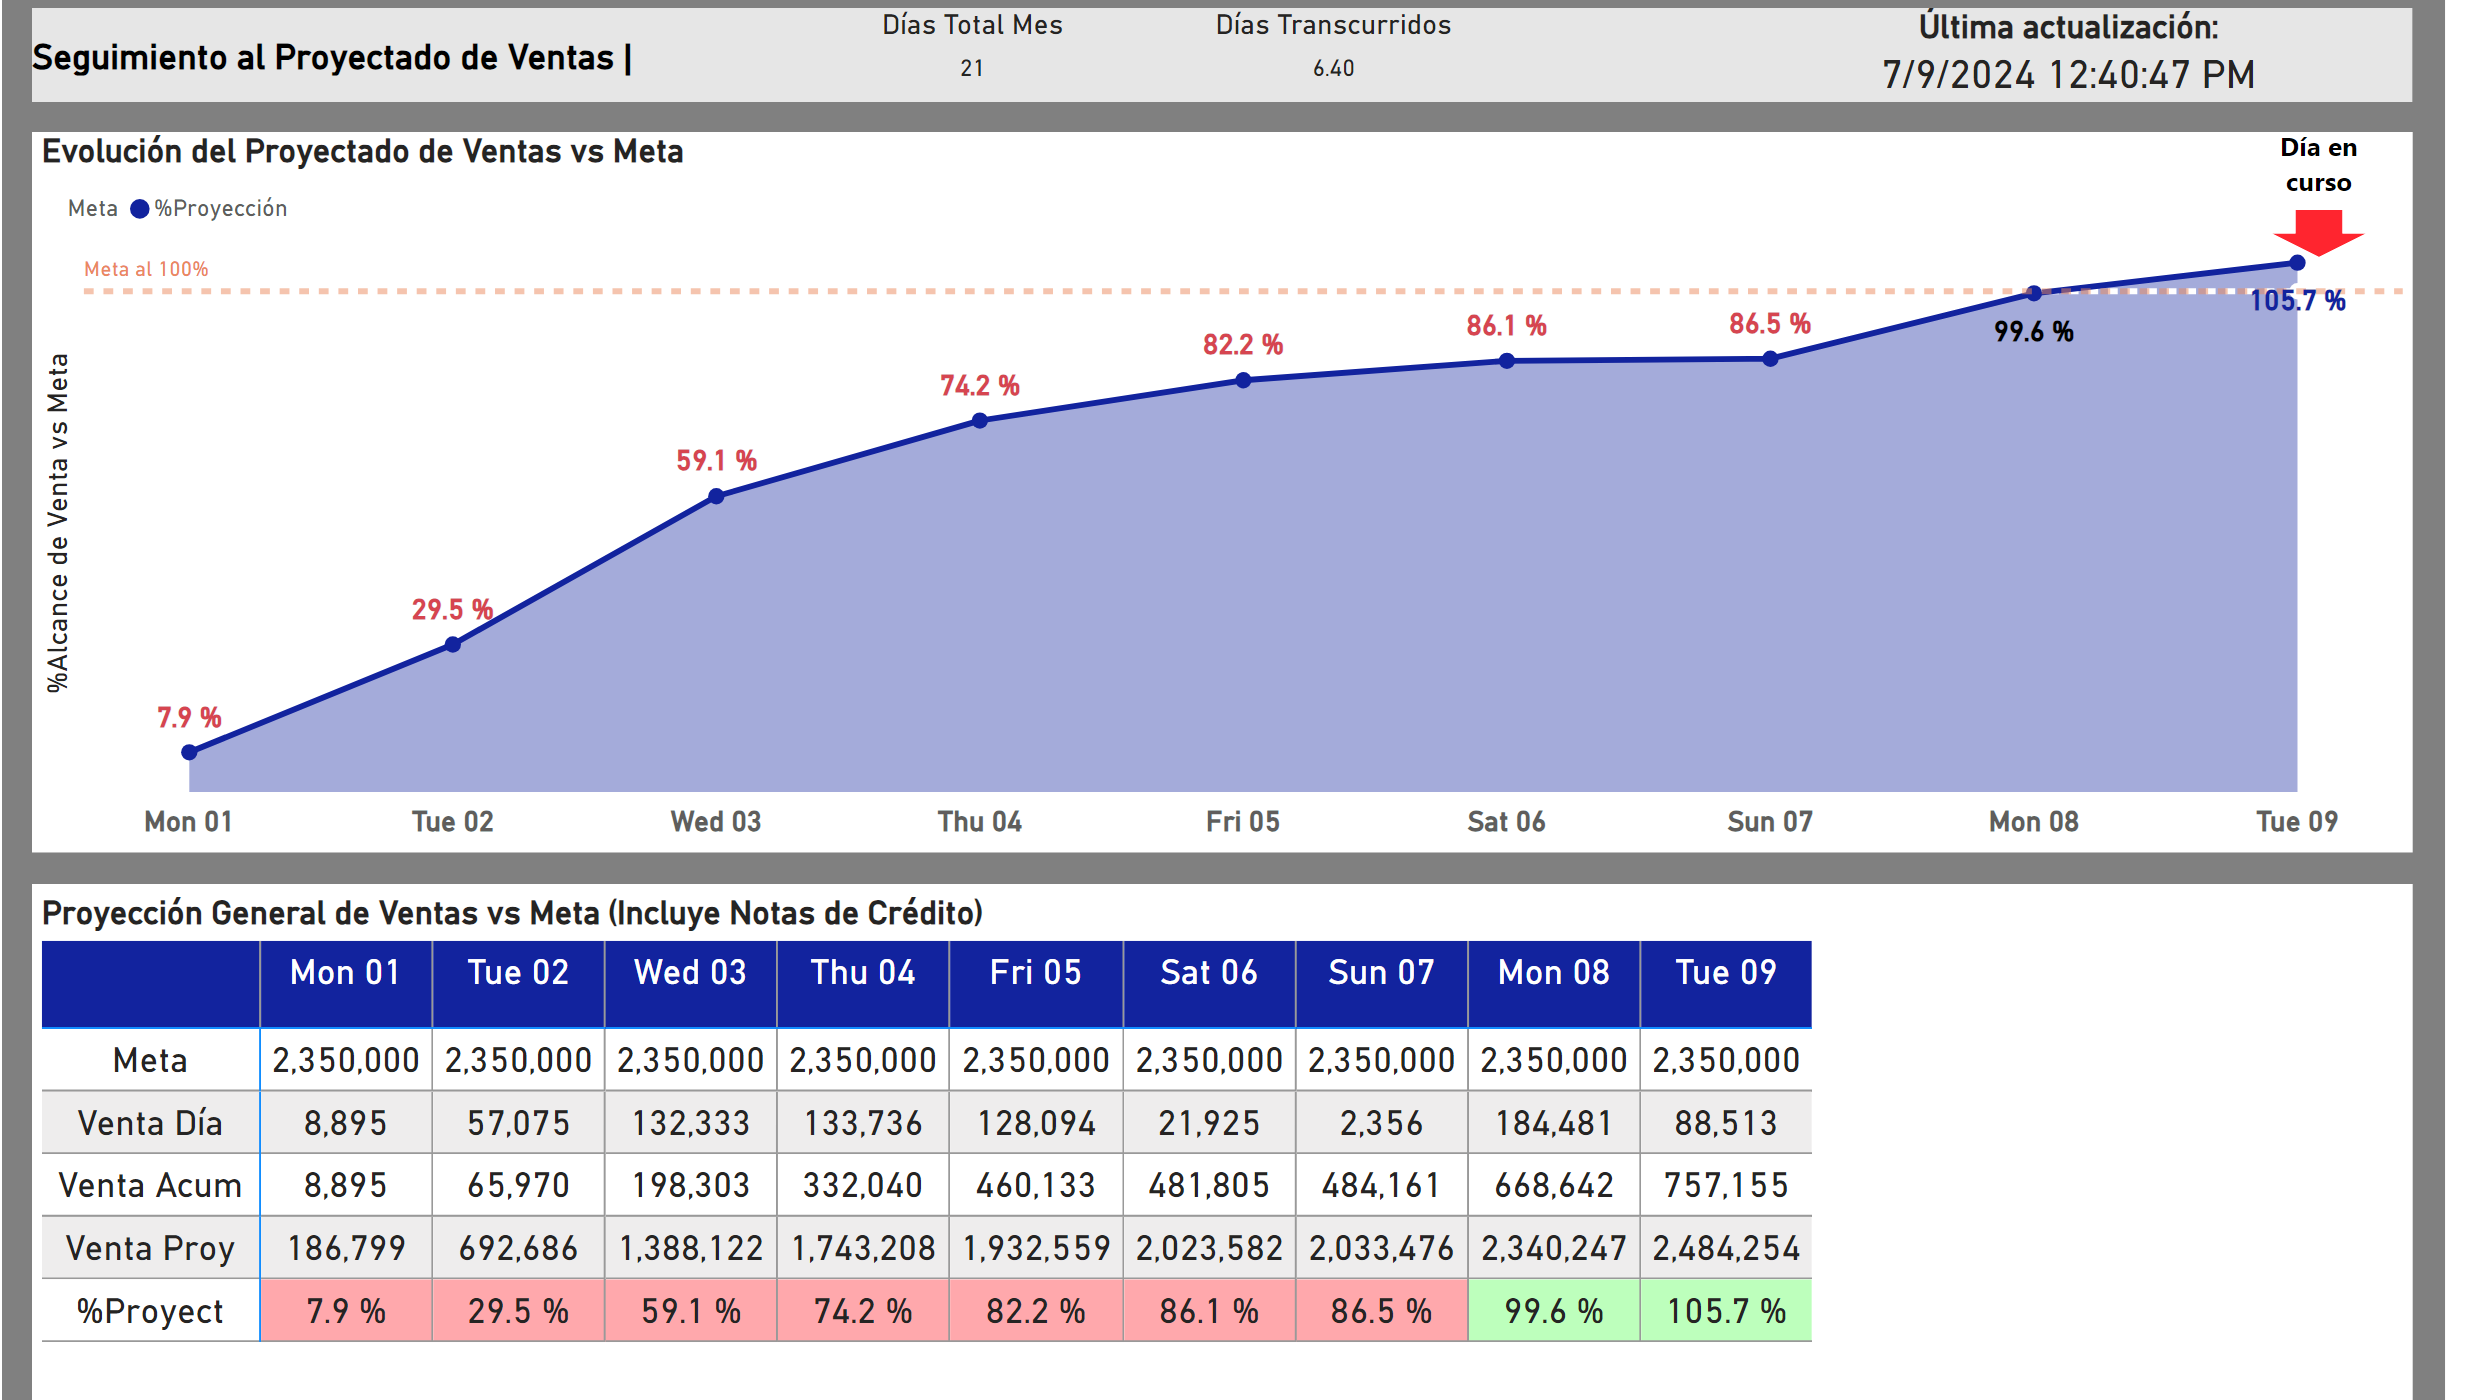 Seguimiento al Proyectado de Ventas |
Días Total Mes
21
Días Transcurridos
6.40
Última actualización:
7/9/2024 12:40:47 PM
Evolución del Proyectado de Ventas vs Meta
Meta %Proyección
Día en
curso
Meta al 100%
%Alcance de Venta vs Meta
7.9 %
29.5 %
59.1 %
74.2 %
82.2 %
86.1 %
86.5 %
99.6 %
105.7 %
Mon 01 Tue 02 Wed 03 Thu 04 Fri 05 Sat 06 Sun 07 Mon 08 Tue 09
Proyección General de Ventas vs Meta (Incluye Notas de Crédito)
Mon 01 Tue 02 Wed 03 Thu 04 Fri 05 Sat 06 Sun 07 Mon 08 Tue 09
Meta 2,350,000 2,350,000 2,350,000 2,350,000 2,350,000 2,350,000 2,350,000 2,350,000 2,350,000
Venta Día 8,895 57,075 132,333 133,736 128,094 21,925 2,356 184,481 88,513
Venta Acum 8,895 65,970 198,303 332,040 460,133 481,805 484,161 668,642 757,155
Venta Proy 186,799 692,686 1,388,122 1,743,208 1,932,559 2,023,582 2,033,476 2,340,247 2,484,254
%Proyect 7.9 % 29.5 % 59.1 % 74.2 % 82.2 % 86.1 % 86.5 % 99.6 % 105.7 %